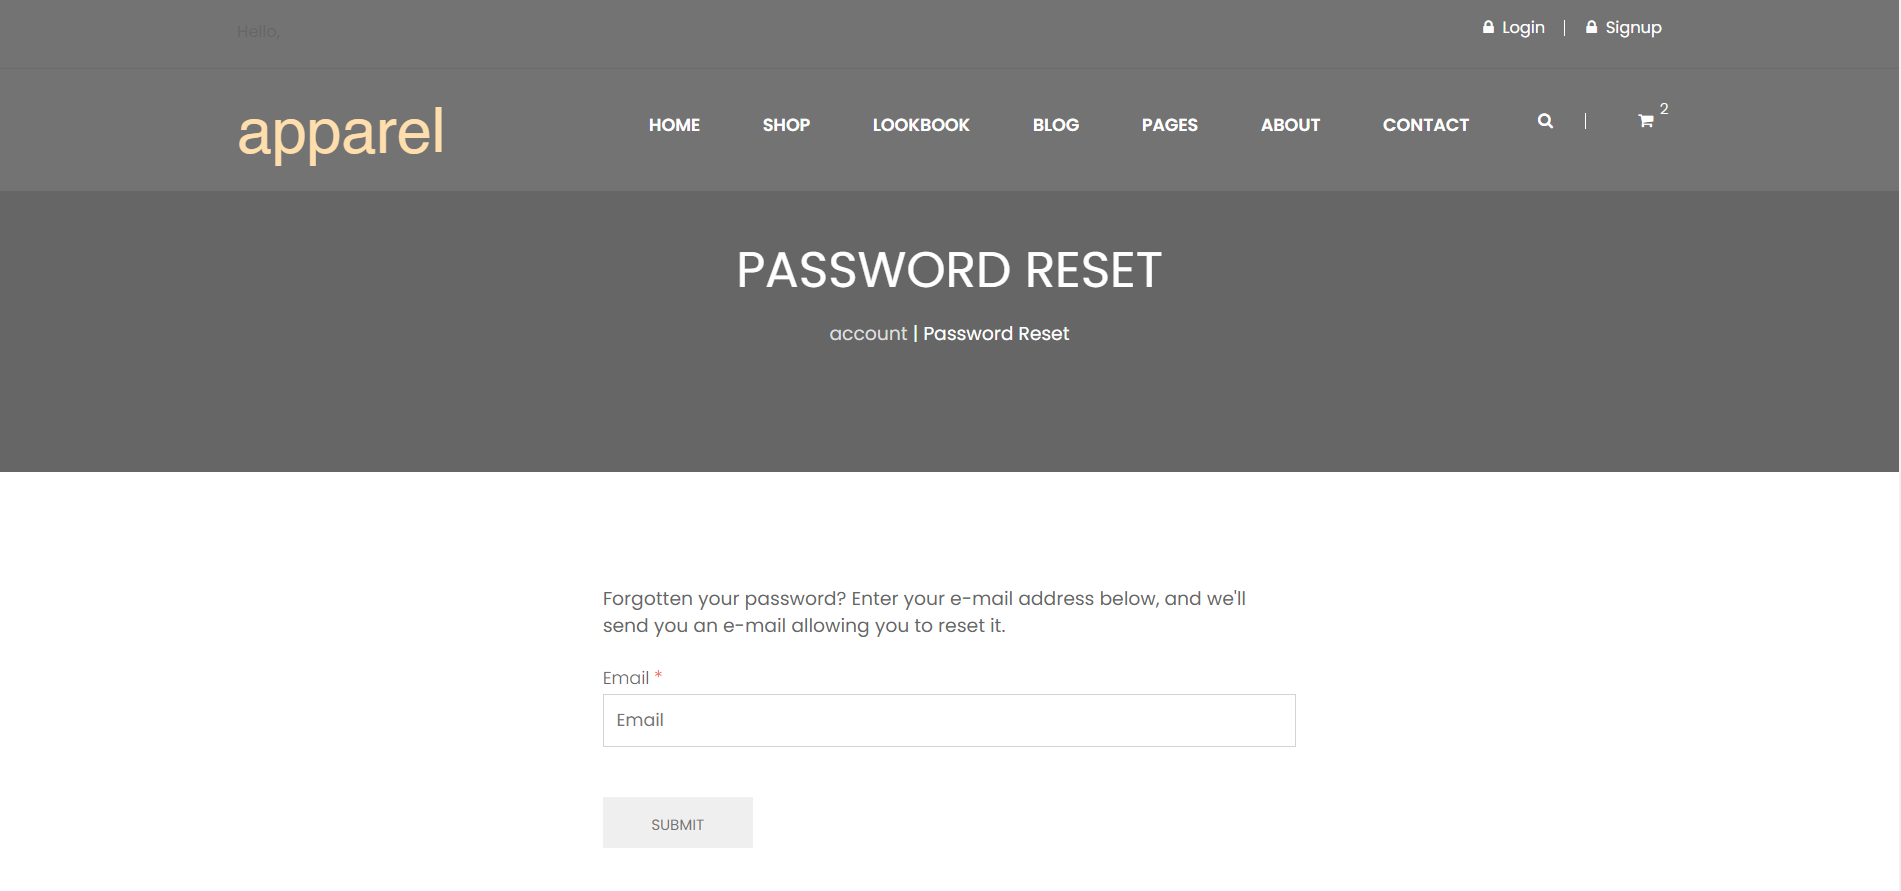 Hello,
Login | Signup
apparel
HOME SHOP LOOKBOOK BLOG PAGES ABOUT CONTACT | 2
PASSWORD RESET
account | Password Reset
Forgotten your password? Enter your e-mail address below, and we'll
send you an e-mail allowing you to reset it.
Email *
Email
SUBMIT